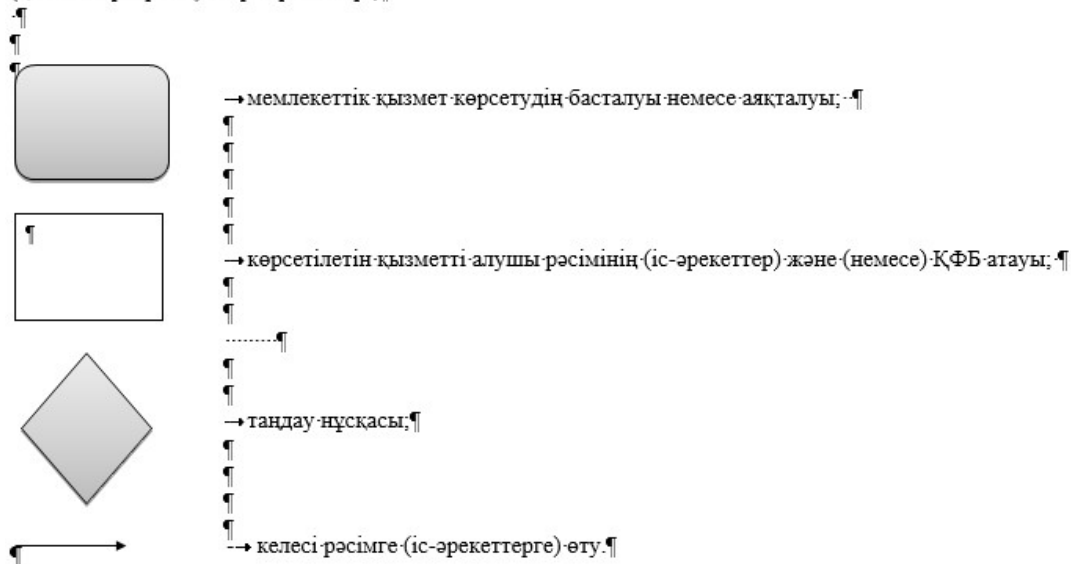 мемлекеттік қызмет көрсетудің басталуы немесе аяқталуы;
көрсетілетін қызметті алушы рәсімінің (іс-әрекеттер) және (немесе) ҚФБ атауы;
таңдау нұсқасы;
келесі рәсімге (іс-әрекеттерге) өту.